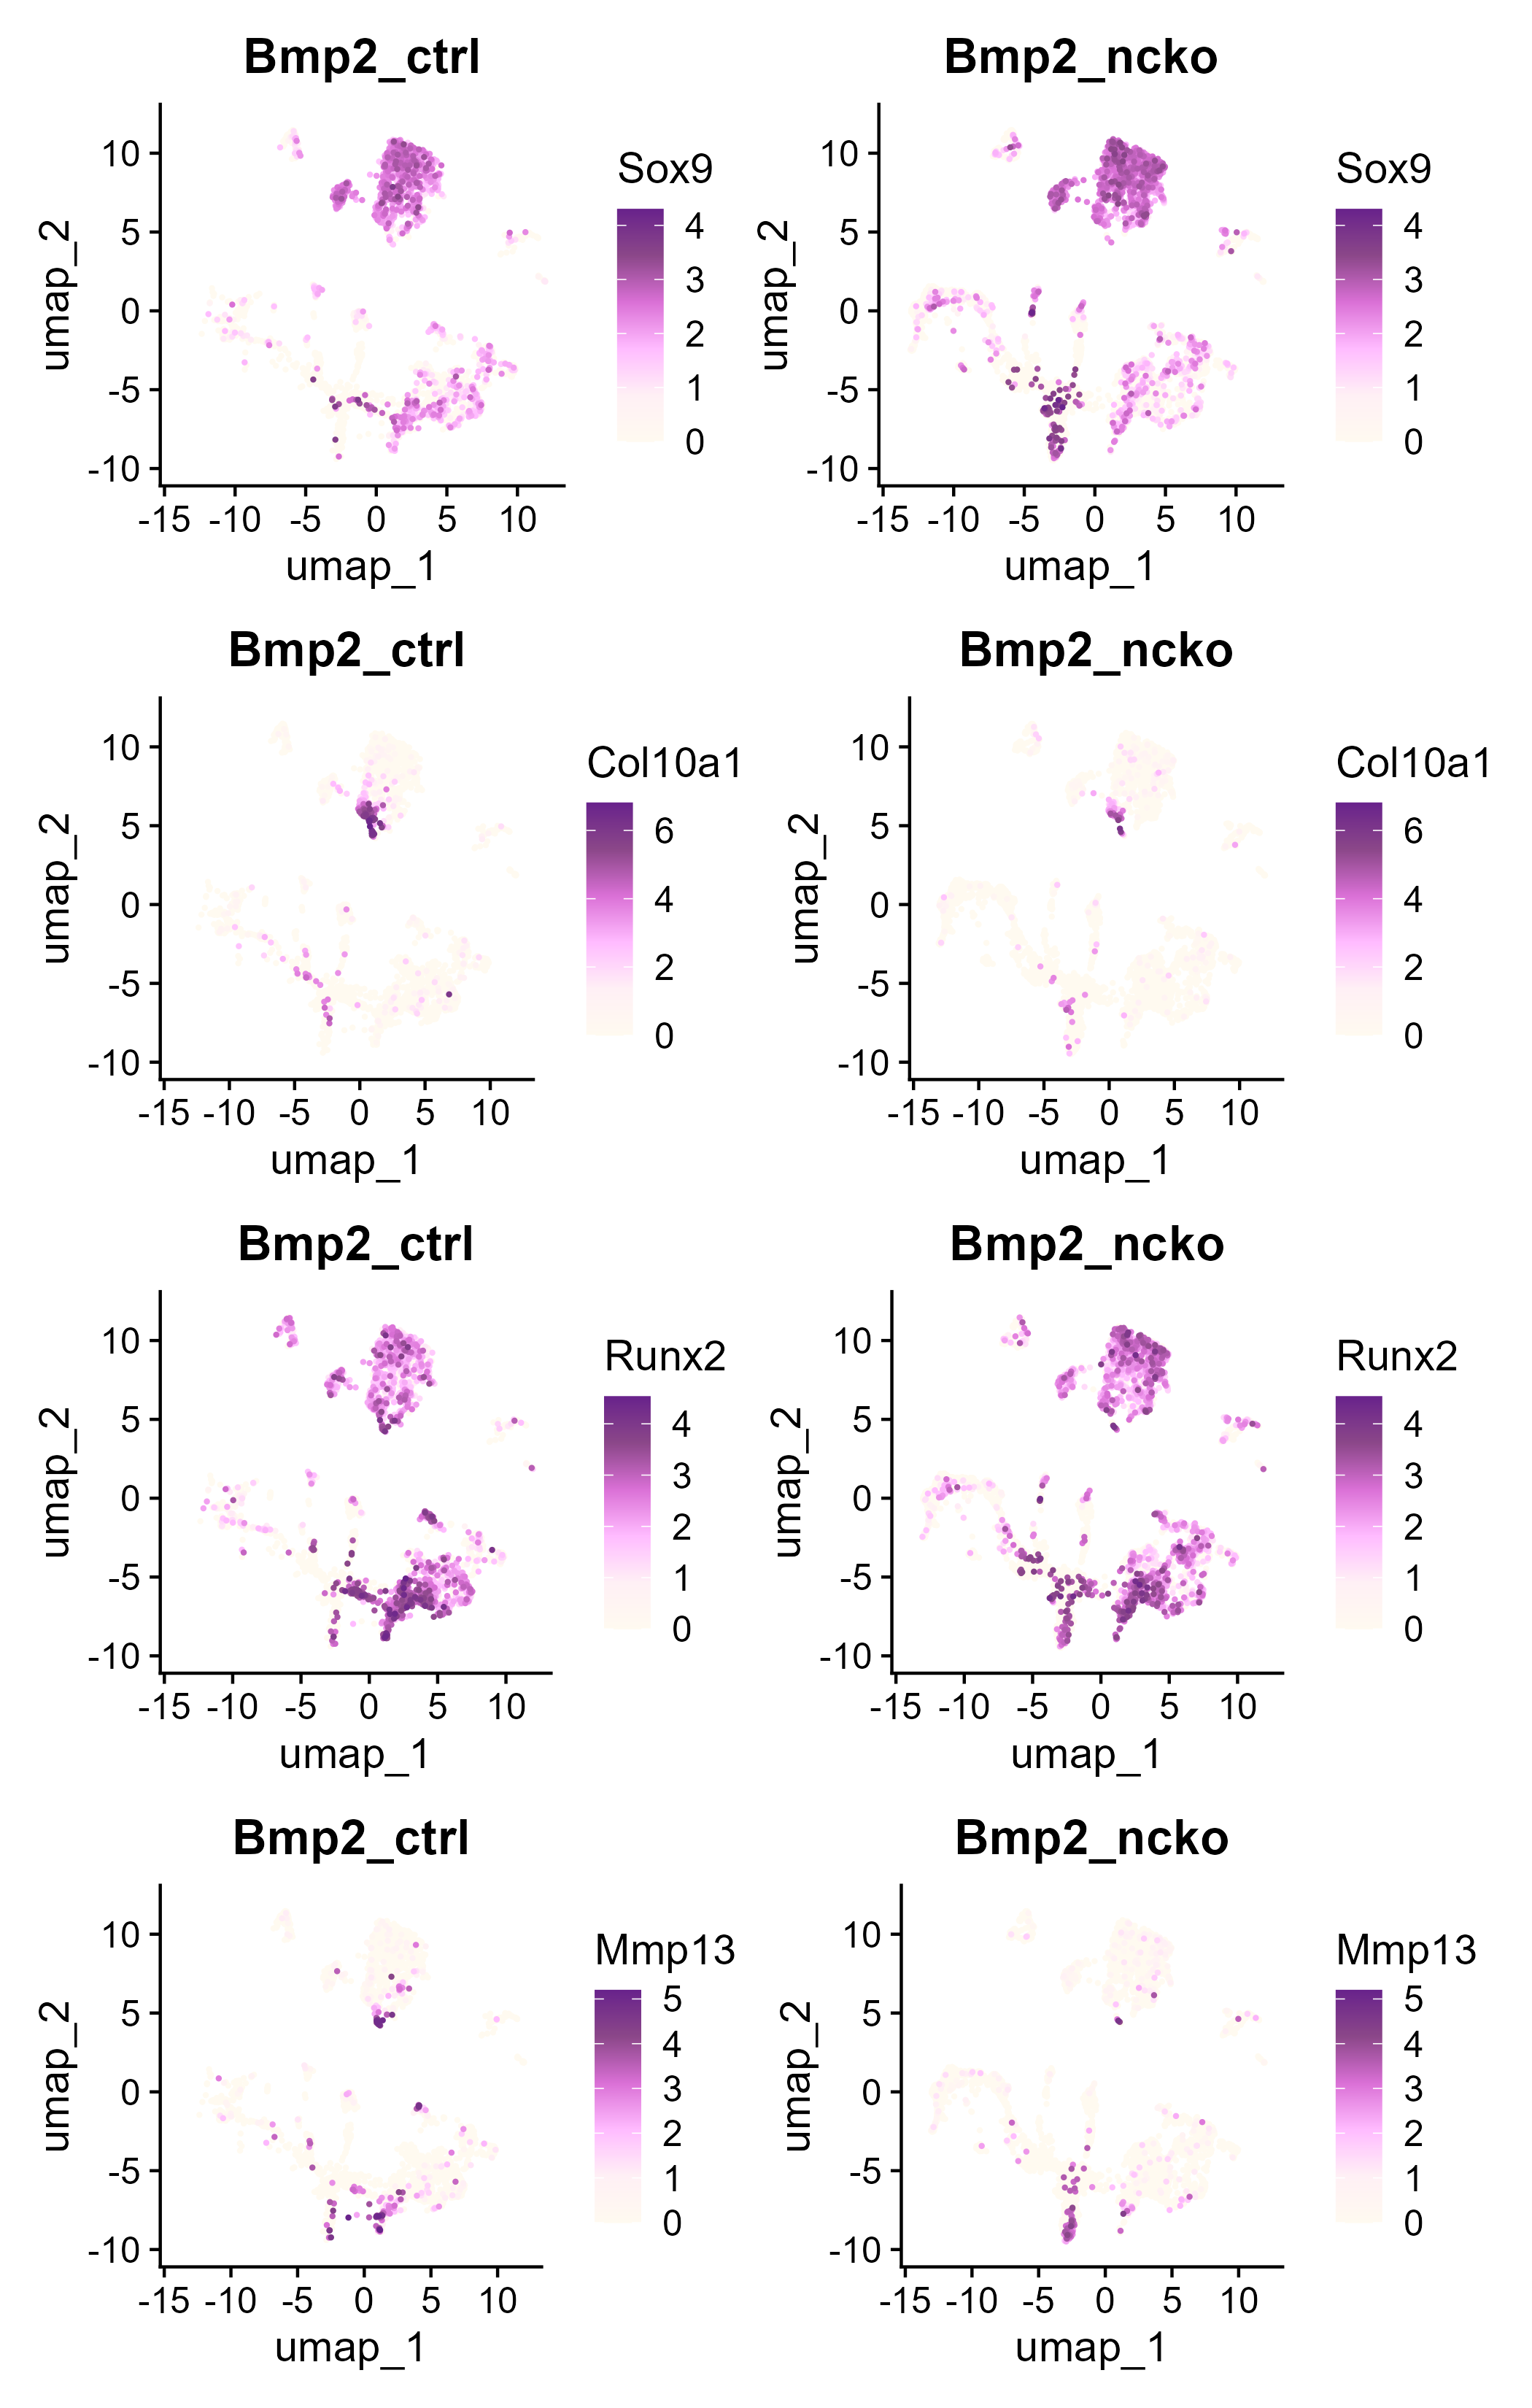 Bmp2_ctrl Bmp2_ncko
Sox9 Sox9
10 5 0 -5 -10 4 3 2 1 0 10 5 0 -5 -10 4 3 2 1 0
umap_2 umap_2
-15 -10 -5 0 5 10 -15 -10 -5 0 5 10
umap_1 umap_1
Bmp2_ctrl Bmp2_ncko
Col10a1 Col10a1
10 5 0 -5 -10 6 4 2 0 10 5 0 -5 -10 6 4 2 0
umap_2 umap_2
-15 -10 -5 0 5 10 -15 -10 -5 0 5 10
umap_1 umap_1
Bmp2_ctrl Bmp2_ncko
Runx2 Runx2
10 5 0 -5 -10 4 3 2 1 0 10 5 0 -5 -10 4 3 2 1 0
umap_2 umap_2
-15 -10 -5 0 5 10 -15 -10 -5 0 5 10
umap_1 umap_1
Bmp2_ctrl Bmp2_ncko
Mmp13 Mmp13
10 5 0 -5 -10 5 4 3 2 1 0 10 5 0 -5 -10 5 4 3 2 1 0
umap_2 umap_2
-15 -10 -5 0 5 10 -15 -10 -5 0 5 10
umap_1 umap_1